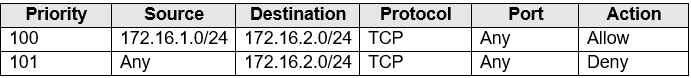 Priority Source Destination Protocol Port Action
100 172.16.1.0/24 172.16.2.0/24 TCP Any Allow
101 Any 172.16.2.0/24 TCP Any Deny